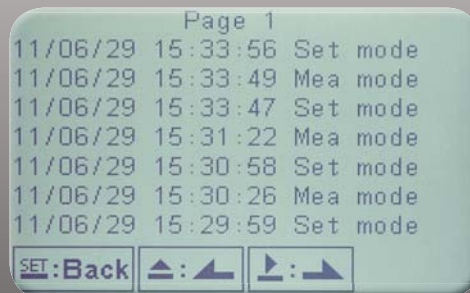 Page 1
11/06/29 15:33:56 Set mode
11/06/29 15:33:49 Mea mode
11/06/29 15:33:47 Set mode
11/06/29 15:31:22 Mea mode
11/06/29 15:30:58 Set mode
11/06/29 15:30:26 Mea mode
11/06/29 15:29:59 Set mode
SET:Back : :